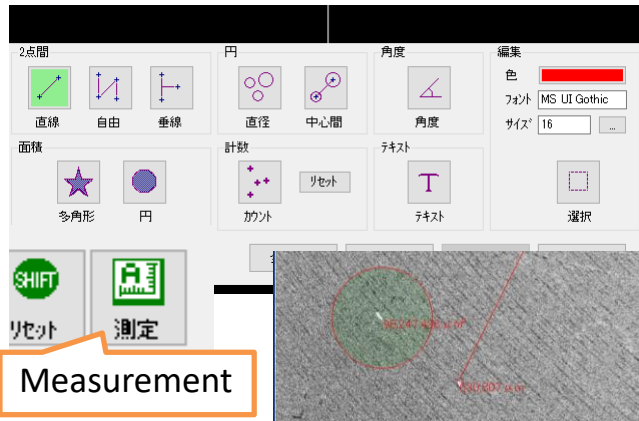 2点間
円
角度
編集
色
フォント MS UI Gothic
サイズ 16 ...
直線 自由 垂線
直径 中心間
角度
面積
計数
テキスト
リセット
T
多角形 円
カウント
テキスト
選択
SHIFT
A
リセット 測定
Measurement